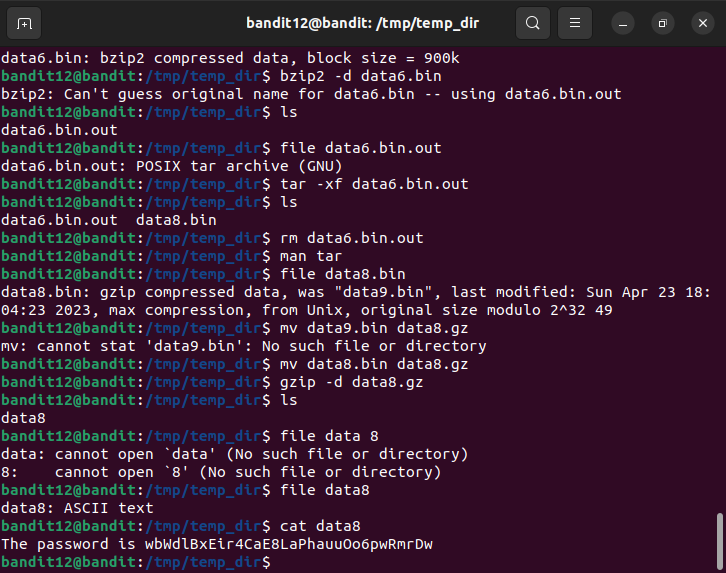 bandit12@bandit: /tmp/temp_dir
data6.bin: bzip2 compressed data, block size = 900k
bandit12@bandit:/tmp/temp_dir$ bzip2 -d data6.bin
bzip2: Can't guess original name for data6.bin -- using data6.bin.out
bandit12@bandit:/tmp/temp_dir$ ls
data6.bin.out
bandit12@bandit:/tmp/temp_dir$ file data6.bin.out
data6.bin.out: POSIX tar archive (GNU)
bandit12@bandit:/tmp/temp_dir$ tar -xf data6.bin.out
bandit12@bandit:/tmp/temp_dir$ ls
data6.bin.out  data8.bin
bandit12@bandit:/tmp/temp_dir$ rm data6.bin.out
bandit12@bandit:/tmp/temp_dir$ man tar
bandit12@bandit:/tmp/temp_dir$ file data8.bin
data8.bin: gzip compressed data, was "data9.bin", last modified: Sun Apr 23 18:
04:23 2023, max compression, from Unix, original size modulo 2^32 49
bandit12@bandit:/tmp/temp_dir$ mv data9.bin data8.gz
mv: cannot stat 'data9.bin': No such file or directory
bandit12@bandit:/tmp/temp_dir$ mv data8.bin data8.gz
bandit12@bandit:/tmp/temp_dir$ gzip -d data8.gz
bandit12@bandit:/tmp/temp_dir$ ls
data8
bandit12@bandit:/tmp/temp_dir$ file data 8
data: cannot open `data' (No such file or directory)
8:    cannot open `8' (No such file or directory)
bandit12@bandit:/tmp/temp_dir$ file data8
data8: ASCII text
bandit12@bandit:/tmp/temp_dir$ cat data8
The password is wbWdlBxEir4CaE8LaPhauuOo6pwRmrDw
bandit12@bandit:/tmp/temp_dir$